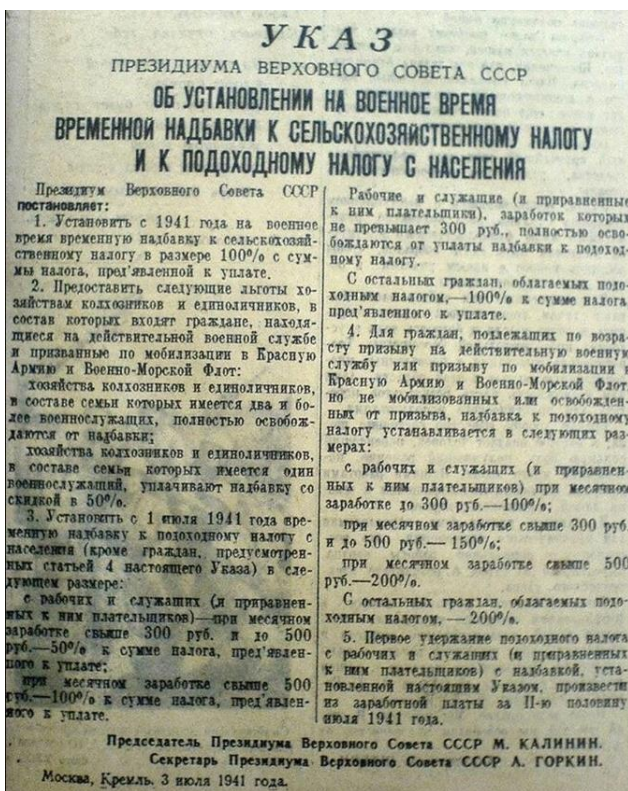 УКАЗ
ПРЕЗИДИУМА ВЕРХОВНОГО СОВЕТА СССР
ОБ УСТАНОВЛЕНИИ НА ВОЕННОЕ ВРЕМЯ
ВРЕМЕННОЙ НАДБАВКИ К СЕЛЬСКОХОЗЯЙСТВЕННОМУ НАЛОГУ
И К ПОДОХОДНОМУ НАЛОГУ С НАСЕЛЕНИЯ
Президиум Верховного Совета СССР
постановляет:
1. Установить с 1941 года на военное
время временную надбавку к сельскохозяй-
ственному налогу в размере 100% с сум-
мы налога, пред'явленной к уплате.
2. Предоставить следующие льготы хо-
зяйствам колхозников и единоличников, в
состав которых входят граждане, находя-
щиеся на действительной военной службе
и призванные по мобилизации в Красную
Армию и Военно-Морской Флот:
хозяйства колхозников и единоличников,
в составе семьи которых имеется два и бо-
лее военнослужащих, полностью освобож-
даются от надбавки;
хозяйства колхозников и единоличников,
в составе семьи которых имеется один
военнослужащий, уплачивают надбавку со
скидкой в 50%.
3. Установить с 1 июля 1941 года вре-
менную надбавку к подоходному налогу с
населения (кроме граждан, предусмотрен-
ных статьей 4 настоящего Указа) в сле-
дующем размере:
с рабочих и служащих (и приравнен-
ных к ним плательщиков)—при месячном
заработке свыше 300 руб. и до 500
руб.—50% к сумме налога, пред'явлен-
ного к уплате;
при месячном заработке свыше 500
руб.—100% к сумме налога, пред'явлен-
ного к уплате.
Рабочие и служащие (и приравненные
к ним плательщики), заработок которых
не превышает 300 руб., полностью осво-
бождаются от уплаты надбавки к подоход-
ному налогу.
С остальных граждан, облагаемых подо-
ходным налогом,—100% к сумме налога,
пред'явленного к уплате.
4. Для граждан, подлежащих по возра-
сту призыву на действительную военную
службу или призыву по мобилизации в
Красную Армию и Военно-Морской Флот,
но не мобилизованных или освобожден-
ных от призыва, надбавка к подоходному
налогу устанавливается в следующих раз-
мерах:
с рабочих и служащих (и приравнен-
ных к ним плательщиков) при месячном
заработке до 300 руб.—100%;
при месячном заработке свыше 300 руб.
и до 500 руб.— 150%;
при месячном заработке свыше 500
руб.—200%.
С остальных граждан, облагаемых подо-
ходным налогом, — 200%.
5. Первое удержание подоходного налога
с рабочих и служащих (и приравненных
к ним плательщиков) с надбавкой, уста-
новленной настоящим Указом, произвести
из заработной платы за II-ю половину
июля 1941 года.
Председатель Президиума Верховного Совета СССР М. КАЛИНИН.
Секретарь Президиума Верховного Совета СССР А. ГОРКИН.
Москва, Кремль. 3 июля 1941 года.